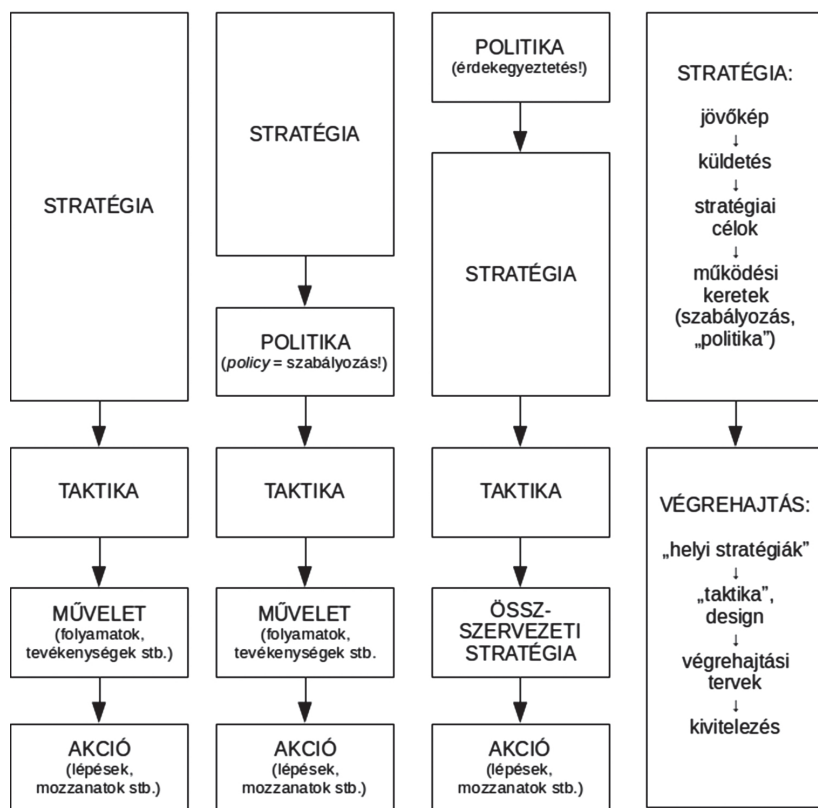 STRATÉGIA
TAKTIKA
MŰVELET
(folyamatok,
tevékenységek stb.)
AKCIÓ
(lépések,
mozzanatok stb.)
STRATÉGIA
POLITIKA
(policy = szabályozás!)
TAKTIKA
MŰVELET
(folyamatok,
tevékenységek stb.
AKCIÓ
(lépések,
mozzanatok stb.)
POLITIKA
(érdekegyeztetés!)
STRATÉGIA
TAKTIKA
ÖSSZ-
SZERVEZETI
STRATÉGIA
AKCIÓ
(lépések,
mozzanatok stb.)
STRATÉGIA:
jövőkép
↓
küldetés
↓
stratégiai
célok
↓
működési
keretek
(szabályozás,
„politika”)
VÉGREHAJTÁS:
„helyi stratégiák”
↓
„taktika”,
design
↓
végrehajtási
tervek
↓
kivitelezés